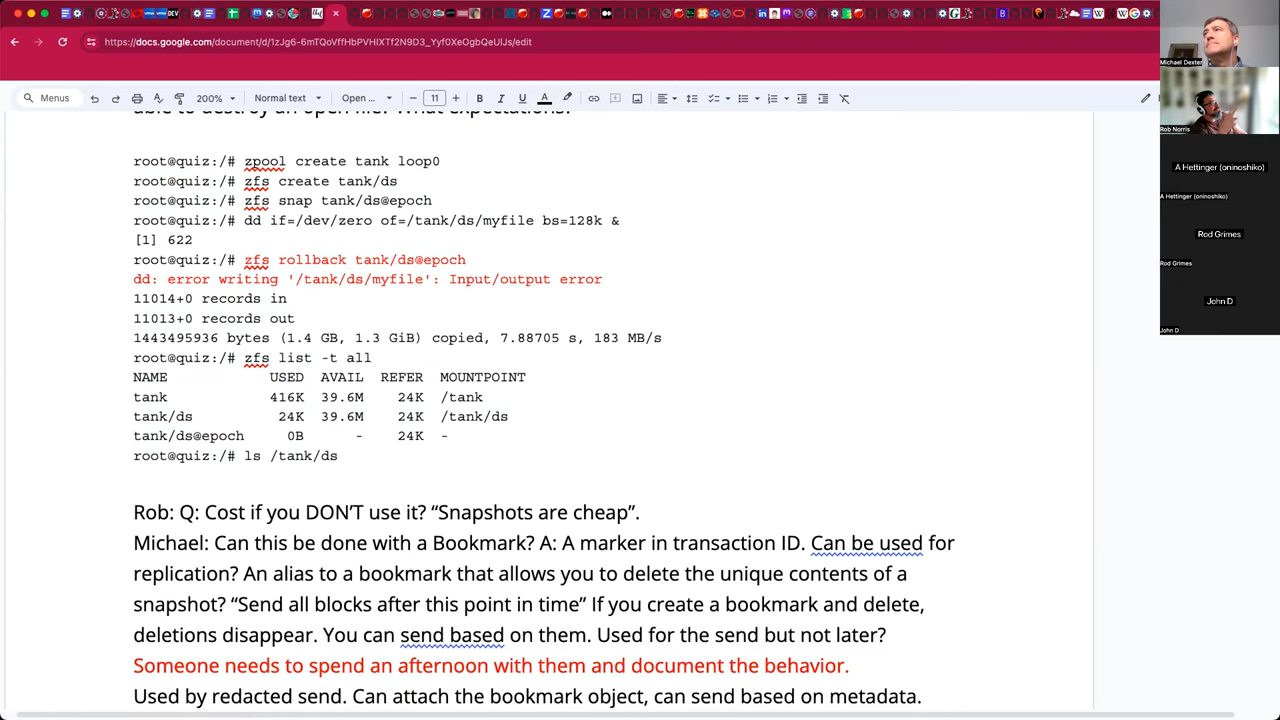 https://docs.google.com/document/d/1zJg6-6mTQoVffHbPVHIXTf2N9D3_Yyf0XeOgbQeUlJs/edit
Menus
200%
Normal text
Open ...
11
able to destroy an open file? What expectations?
root@quiz:/# zpool create tank loop0
root@quiz:/# zfs create tank/ds
root@quiz:/# zfs snap tank/ds@epoch
root@quiz:/# dd if=/dev/zero of=/tank/ds/myfile bs=128k &
[1] 622
root@quiz:/# zfs rollback tank/ds@epoch
dd: error writing '/tank/ds/myfile': Input/output error
11014+0 records in
11013+0 records out
1443495936 bytes (1.4 GB, 1.3 GiB) copied, 7.88705 s, 183 MB/s
root@quiz:/# zfs list -t all
NAME USED AVAIL REFER MOUNTPOINT
tank 416K 39.6M 24K /tank
tank/ds 24K 39.6M 24K /tank/ds
tank/ds@epoch 0B - 24K -
root@quiz:/# ls /tank/ds
Rob: Q: Cost if you DON'T use it? “Snapshots are cheap”.
Michael: Can this be done with a Bookmark? A: A marker in transaction ID. Can be used for
replication? An alias to a bookmark that allows you to delete the unique contents of a
snapshot? “Send all blocks after this point in time” If you create a bookmark and delete,
deletions disappear. You can send based on them. Used for the send but not later?
Someone needs to spend an afternoon with them and document the behavior.
Used by redacted send. Can attach the bookmark object, can send based on metadata.
Michael Dexter
Rob Norris
A Hettinger (oninoshiko)
A Hettinger (oninoshiko)
Rod Grimes
Rod Grimes
John D
John D